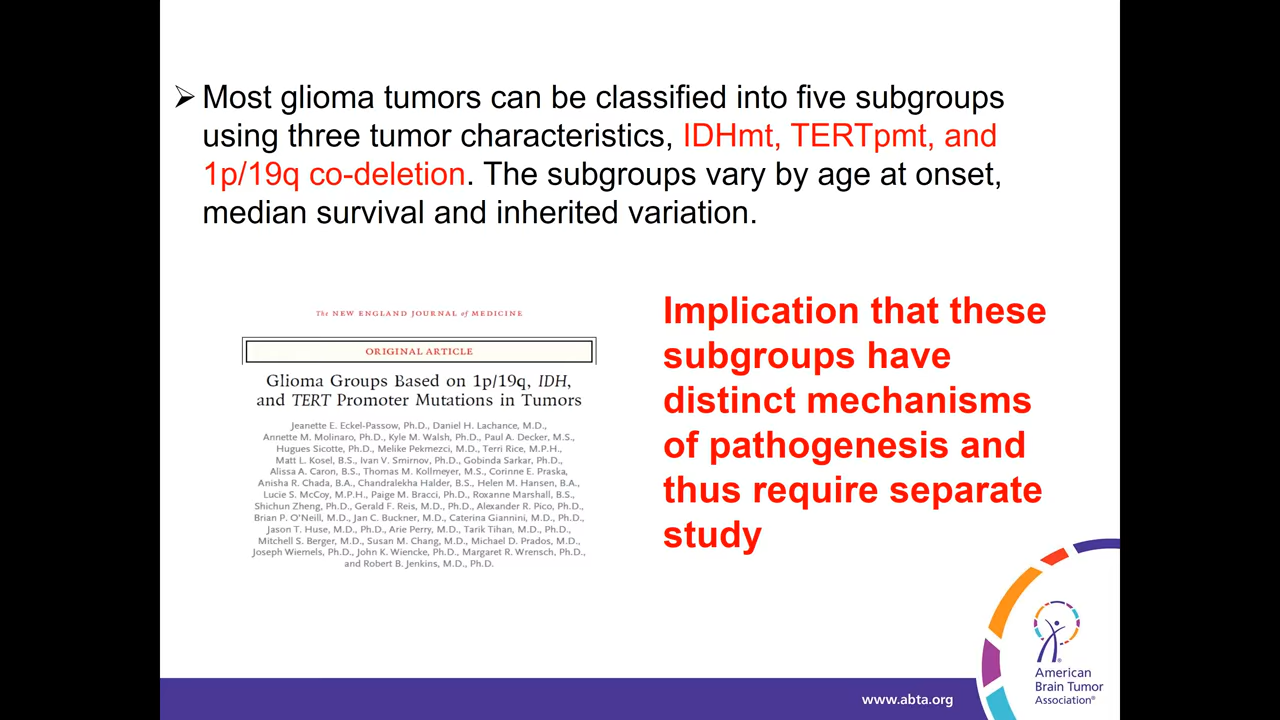 ➢ Most glioma tumors can be classified into five subgroups
using three tumor characteristics, IDHmt, TERTpmt, and
1p/19q co-deletion. The subgroups vary by age at onset,
median survival and inherited variation.
The NEW ENGLAND JOURNAL of MEDICINE
ORIGINAL ARTICLE
Glioma Groups Based on 1p/19q, IDH,
and TERT Promoter Mutations in Tumors
Jeanette E. Eckel-Passow, Ph.D., Daniel H. Lachance, M.D.,
Annette M. Molinaro, Ph.D., Kyle M. Walsh, Ph.D., Paul A. Decker, M.S.,
Hugues Sicotte, Ph.D., Melike Pekmezci, M.D., Terri Rice, M.P.H.,
Matt L. Kosel, B.S., Ivan V. Smirnov, Ph.D., Gobinda Sarkar, Ph.D.,
Alissa A. Caron, B.S., Thomas M. Kollmeyer, M.S., Corinne E. Praska,
Anisha R. Chada, B.A., Chandralekha Halder, B.S., Helen M. Hansen, B.A.,
Lucie S. McCoy, M.P.H., Paige M. Bracci, Ph.D., Roxanne Marshall, B.S.,
Shichun Zheng, Ph.D., Gerald F. Reis, M.D., Ph.D., Alexander R. Pico, Ph.D.,
Brian P. O'Neill, M.D., Jan C. Buckner, M.D., Caterina Giannini, M.D., Ph.D.,
Jason T. Huse, M.D., Ph.D., Arie Perry, M.D., Tarik Tihan, M.D., Ph.D.,
Mitchell S. Berger, M.D., Susan M. Chang, M.D., Michael D. Prados, M.D.,
Joseph Wiemels, Ph.D., John K. Wiencke, Ph.D., Margaret R. Wrensch, Ph.D.,
and Robert B. Jenkins, M.D., Ph.D.
Implication that these
subgroups have
distinct mechanisms
of pathogenesis and
thus require separate
study
www.abta.org
American
Brain Tumor
Association®